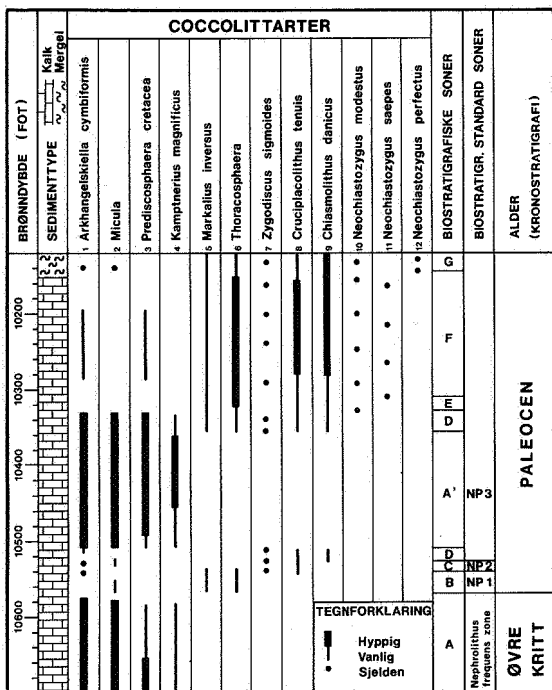 COCCOLITTARTER
BRØNNDYBDE (FOT)
SEDIMENTTYPE
Kalk
Mergel
1 Arkhangelskiella cymbiformis
2 Micula
3 Prediscosphaera cretacea
4 Kamptnerius magnificus
5 Markalius inversus
6 Thoracosphaera
7 Zygodiscus sigmoides
8 Cruciplacolithus tenuis
9 Chiasmolithus danicus
10 Neochiastozygus modestus
11 Neochiastozygus saepes
12 Neochiastozygus perfectus
BIOSTRATIGRAFISKE SONER
BIOSTRATIGR. STANDARD SONER
ALDER
(KRONOSTRATIGRAFI)
10200
10300
10400
10500
10600
G
F
E
D
A'
D
C
B
A
NP3
NP2
NP1
Nephrolithus
frequens zone
PALEOCEN
ØVRE
KRITT
TEGNFORKLARING
Hyppig
Vanlig
Sjelden